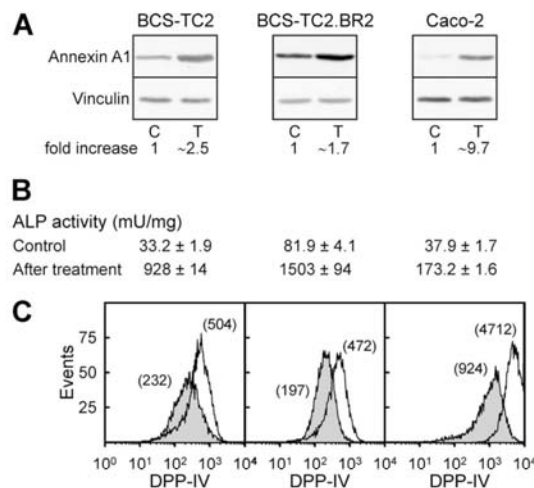 A
BCS-TC2 BCS-TC2.BR2 Caco-2
Annexin A1
Vinculin
C T C T C T
fold increase 1 ~2.5 1 ~1.7 1 ~9.7
B
ALP activity (mU/mg)
Control 33.2 ± 1.9 81.9 ± 4.1 37.9 ± 1.7
After treatment 928 ± 14 1503 ± 94 173.2 ± 1.6
C
Events
75
50
25
(504)
(232)
(472)
(197)
(4712)
(924)
10⁰ 10¹ 10² 10³ 10⁴ 10¹ 10² 10³ 10⁴ 10¹ 10² 10³ 10⁴
DPP-IV DPP-IV DPP-IV